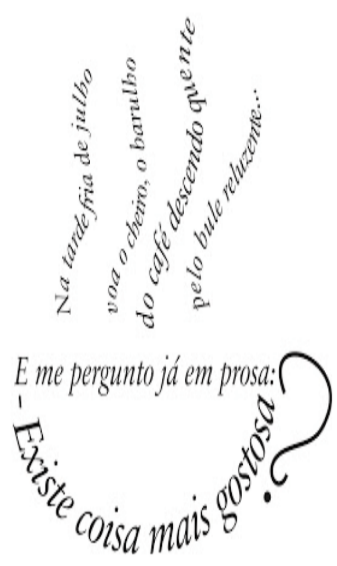 Na tarde fria de julho
voa o cheiro, o barulho
do café descendo quente
pelo bule reluzente...
E me pergunto já em prosa:
- Existe coisa mais gostosa?